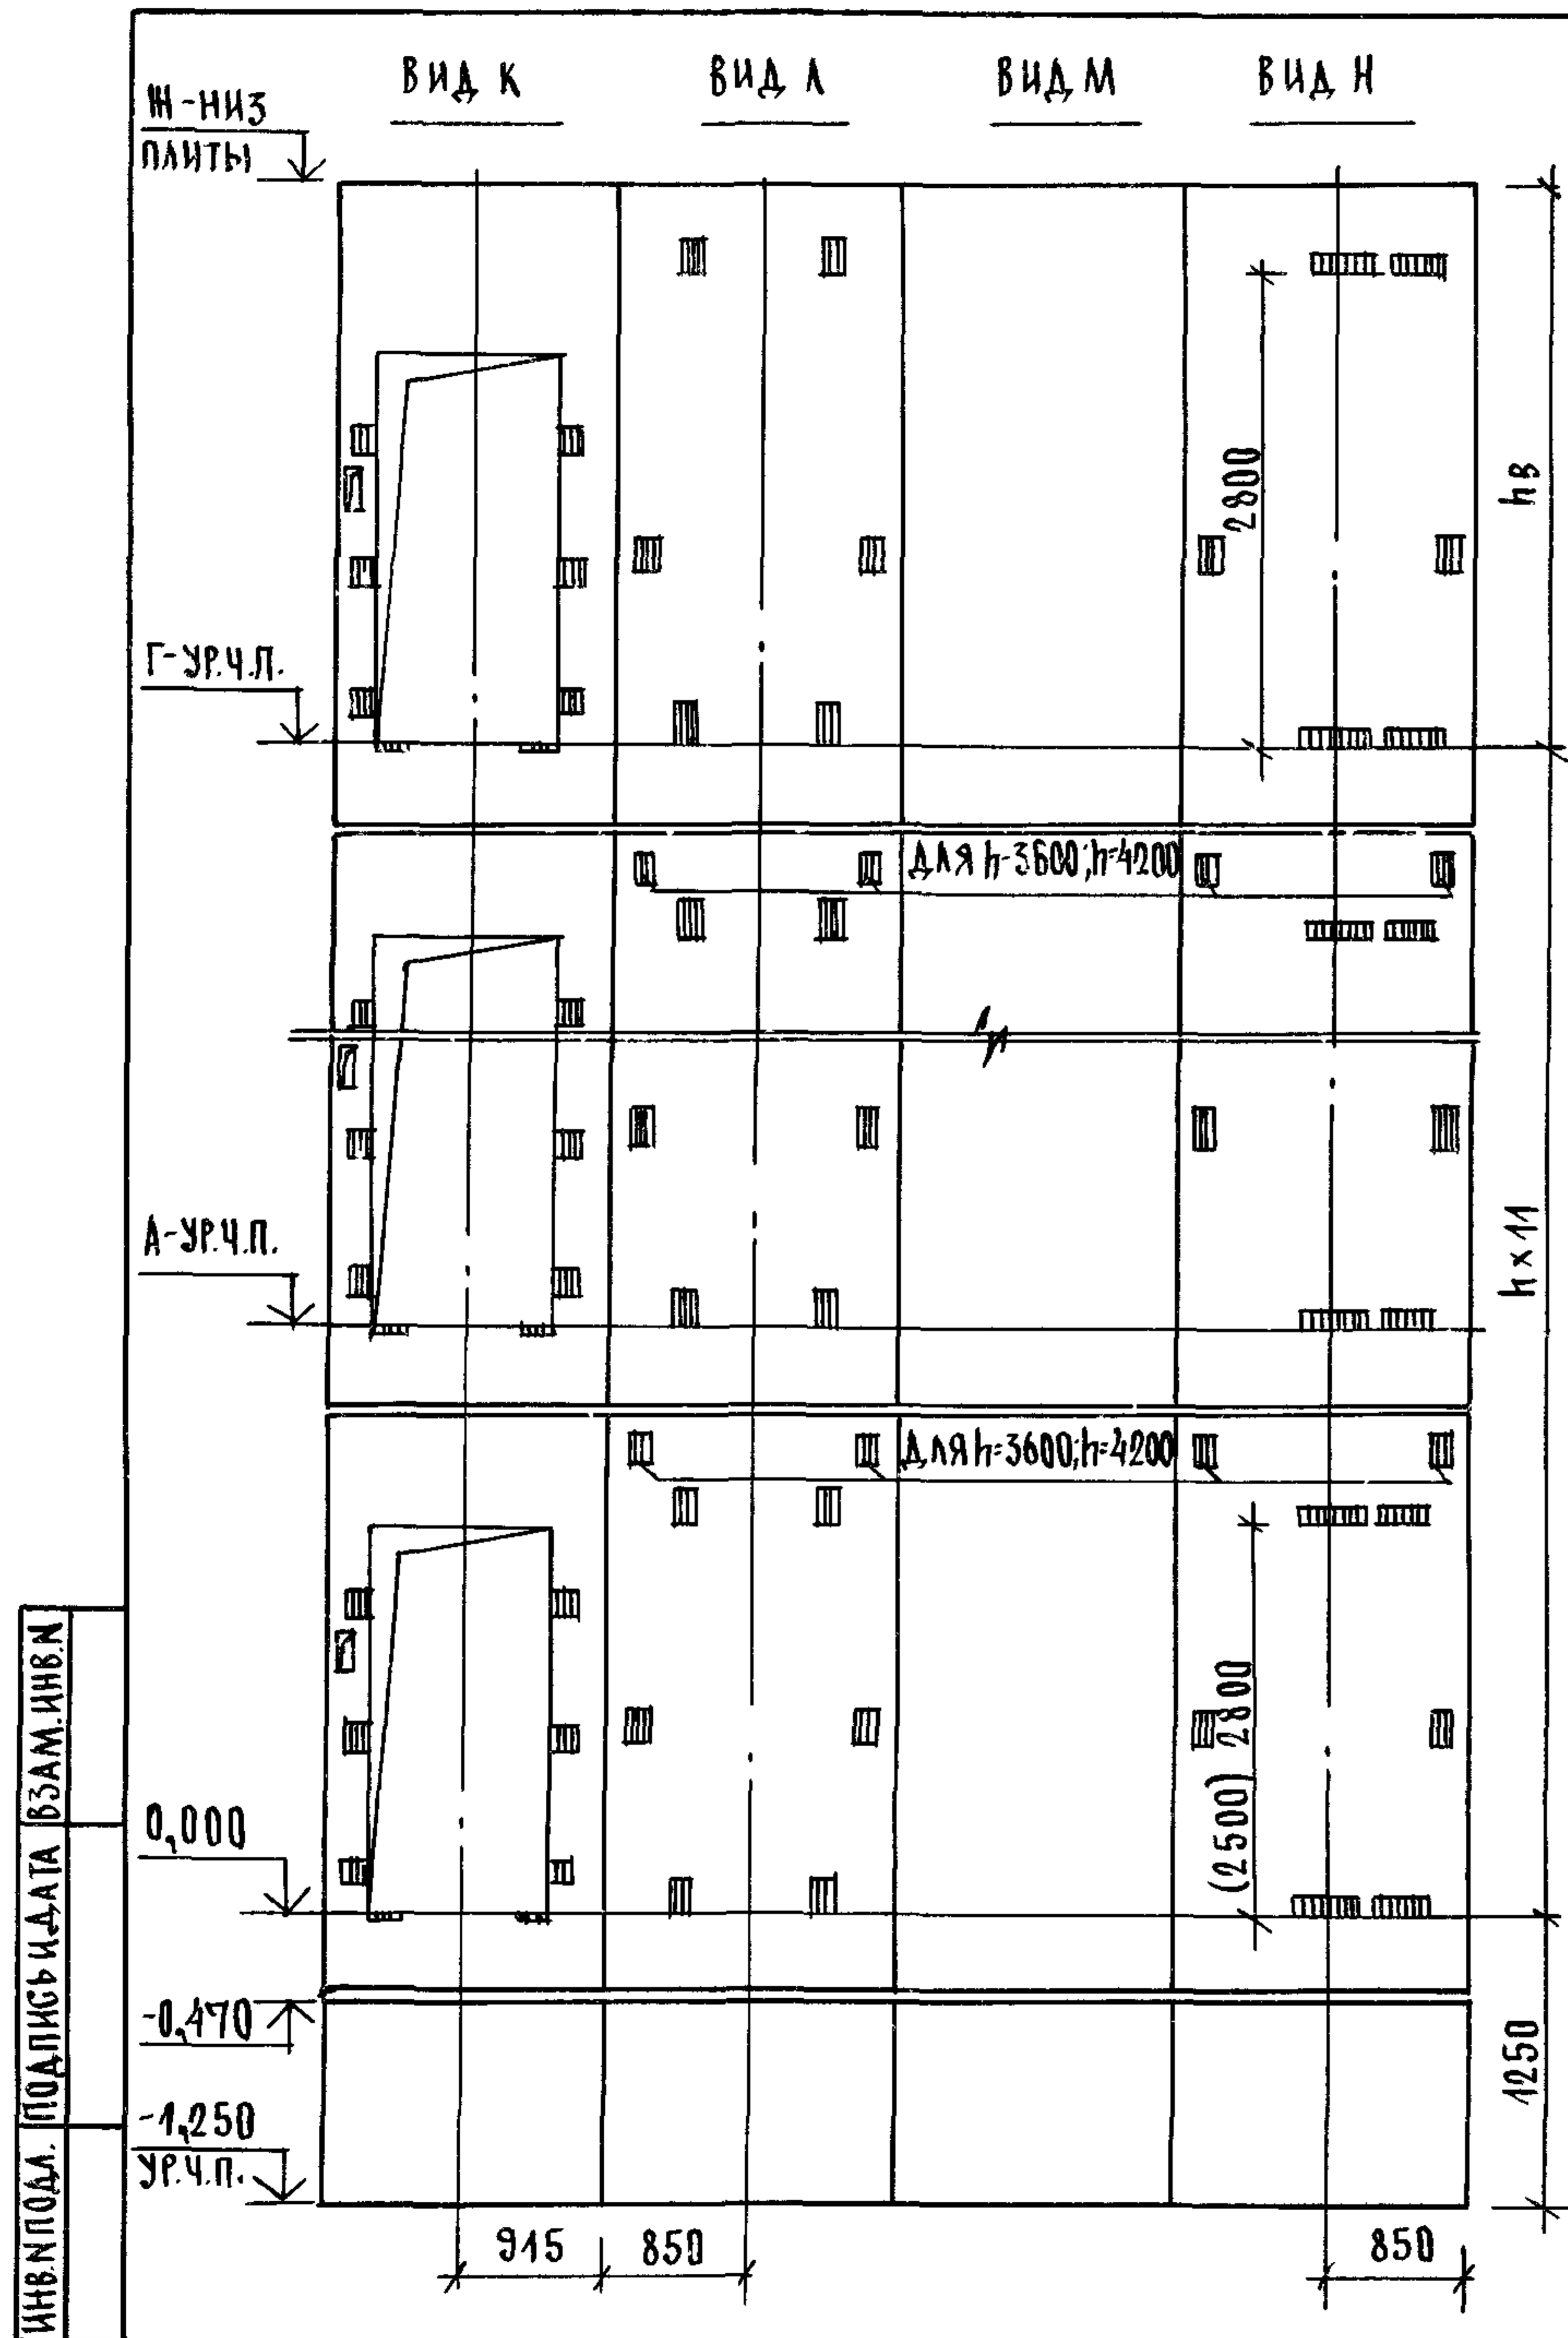 ВИД К
ВИД Л
ВИД М
ВИД Н
Ж-НИЗ
ПЛИТЫ
2800
hв
Г-УР.Ч.П.
ДЛЯ h-3600; h=4200
А-УР.Ч.П.
h x 11
ДЛЯ h=3600; h=4200
(2500) 2800
0,000
-0,470
-1,250
УР.Ч.П.
1250
915
850
850
ВЗАМ.ИНВ.N
ПОДПИСЬ И ДАТА
ИНВ.N ПОДЛ.